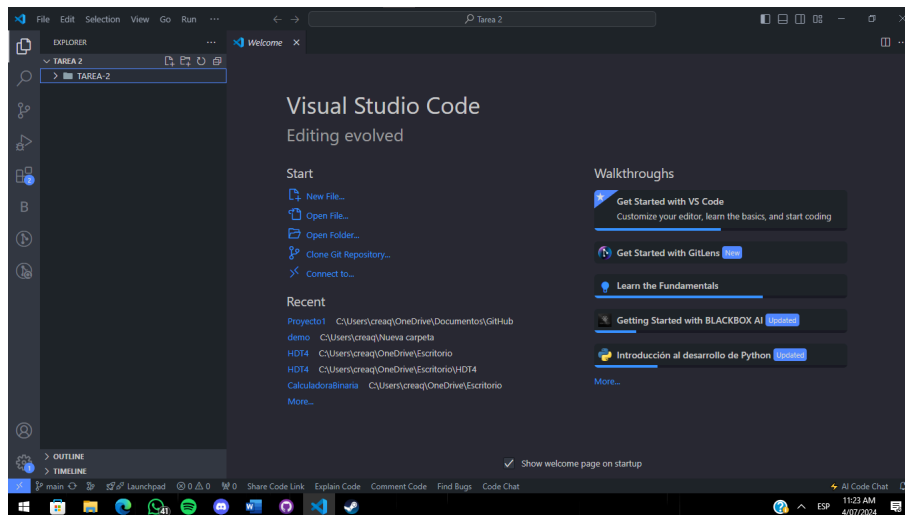 File Edit Selection View Go Run ··· Tarea 2
EXPLORER ··· Welcome
TAREA 2
TAREA-2
Visual Studio Code
Editing evolved
Start
New File...
Open File...
Open Folder...
Clone Git Repository...
Connect to...
Recent
Proyecto1 C:\Users\creaq\OneDrive\Documentos\GitHub
demo C:\Users\creaq\Nueva carpeta
HDT4 C:\Users\creaq\OneDrive\Escritorio
HDT4 C:\Users\creaq\OneDrive\Escritorio\HDT4
CalculadoraBinaria C:\Users\creaq\OneDrive\Escritorio
More...
Walkthroughs
Get Started with VS Code
Customize your editor, learn the basics, and start coding
Get Started with GitLens New
Learn the Fundamentals
Getting Started with BLACKBOX AI Updated
Introducción al desarrollo de Python Updated
More...
2
B
1
OUTLINE
TIMELINE
Show welcome page on startup
main Launchpad 0 0 0 Share Code Link Explain Code Comment Code Find Bugs Code Chat AI Code Chat
41 W ESP 11:23 AM
4/07/2024